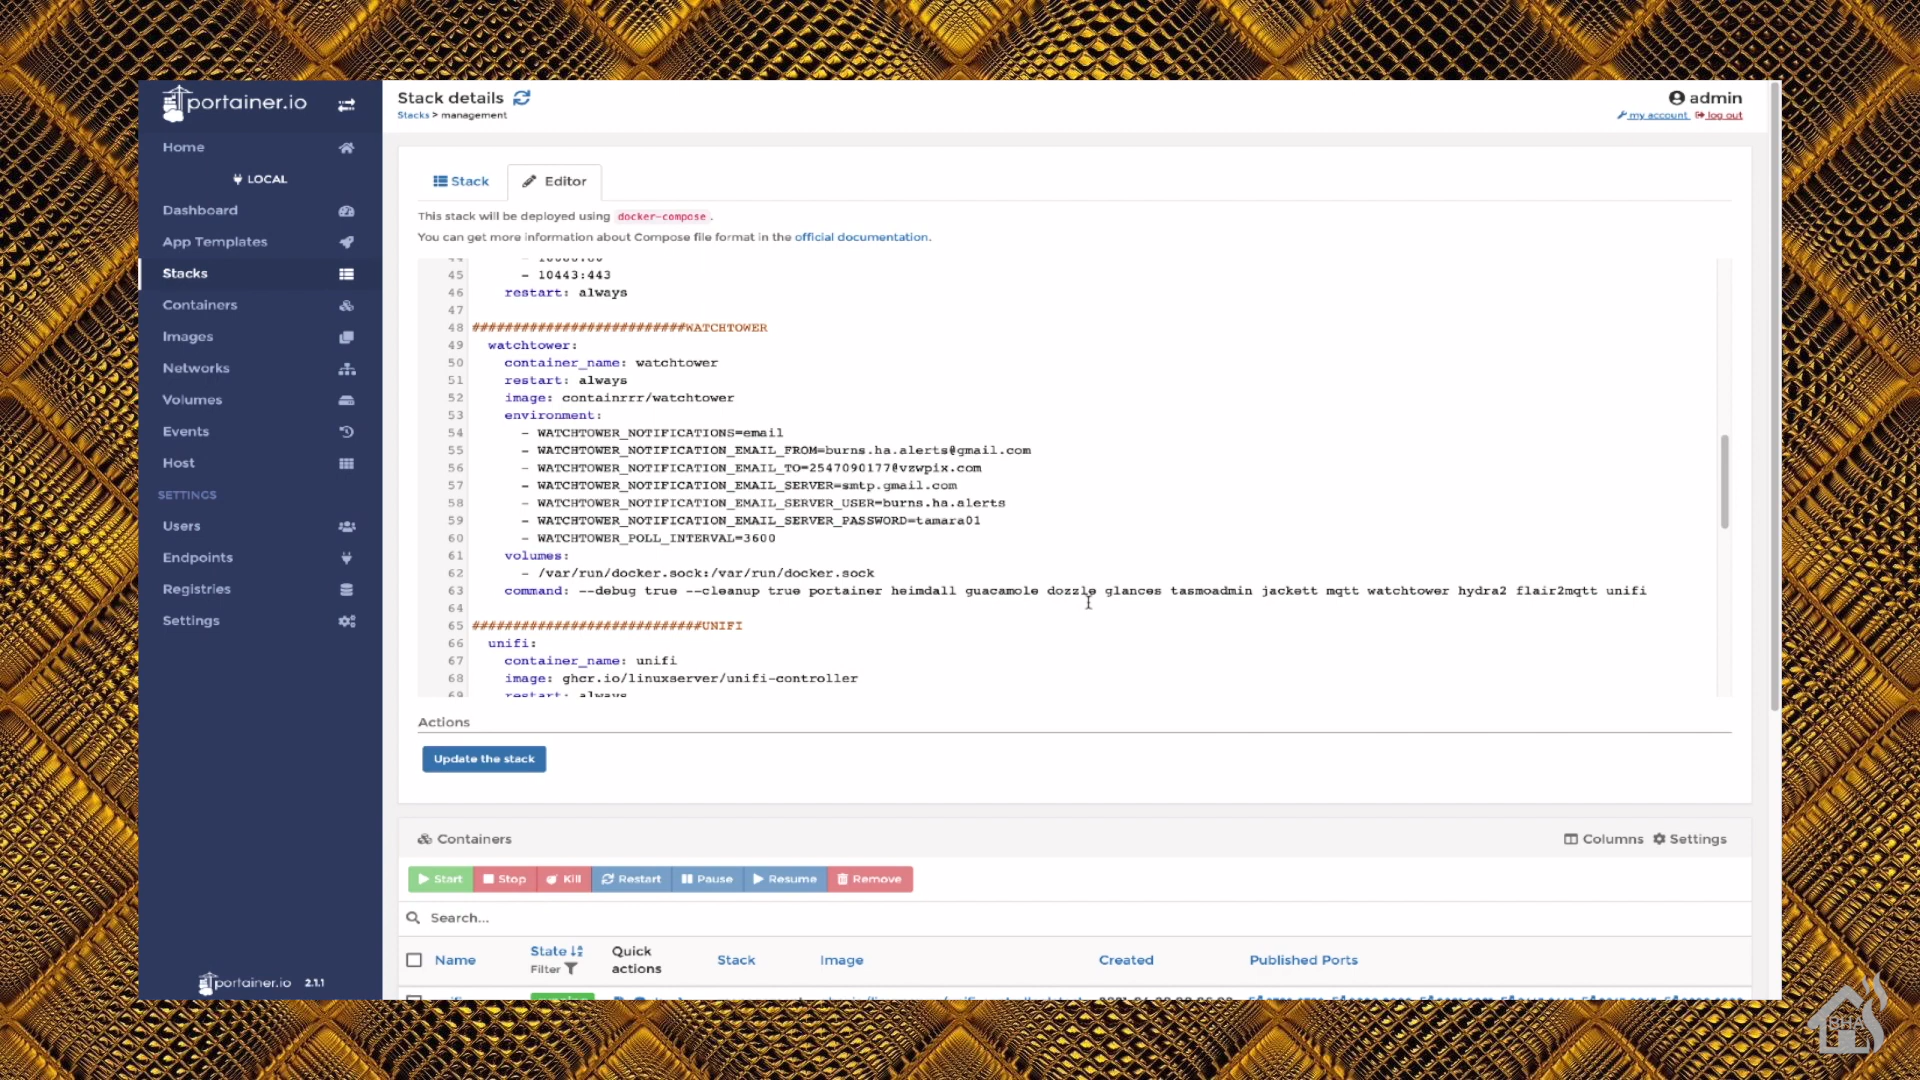 portainer.io
Home
LOCAL
Dashboard
App Templates
Stacks
Containers
Images
Networks
Volumes
Events
Host
SETTINGS
Users
Endpoints
Registries
Settings
portainer.io 2.1.1
Stack details
Stacks > management
admin
my account log out
Stack Editor
This stack will be deployed using docker-compose.
You can get more information about Compose file format in the official documentation.
44
45 - 10443:443
46 restart: always
47
48 ##########################WATCHTOWER
49 watchtower:
50 container_name: watchtower
51 restart: always
52 image: containrrr/watchtower
53 environment:
54 - WATCHTOWER_NOTIFICATIONS=email
55 - WATCHTOWER_NOTIFICATION_EMAIL_FROM=burns.ha.alerts@gmail.com
56 - WATCHTOWER_NOTIFICATION_EMAIL_TO=2547090177@vzwpix.com
57 - WATCHTOWER_NOTIFICATION_EMAIL_SERVER=smtp.gmail.com
58 - WATCHTOWER_NOTIFICATION_EMAIL_SERVER_USER=burns.ha.alerts
59 - WATCHTOWER_NOTIFICATION_EMAIL_SERVER_PASSWORD=tamara01
60 - WATCHTOWER_POLL_INTERVAL=3600
61 volumes:
62 - /var/run/docker.sock:/var/run/docker.sock
63 command: --debug true --cleanup true portainer heimdall guacamole dozzle glances tasmoadmin jackett mqtt watchtower hydra2 flair2mqtt unifi
64
65 ############################UNIFI
66 unifi:
67 container_name: unifi
68 image: ghcr.io/linuxserver/unifi-controller
69 restart: always
Actions
Update the stack
Containers
Columns Settings
Start Stop Kill Restart Pause Resume Remove
Search...
Name State Filter Quick actions Stack Image Created Published Ports
BHA